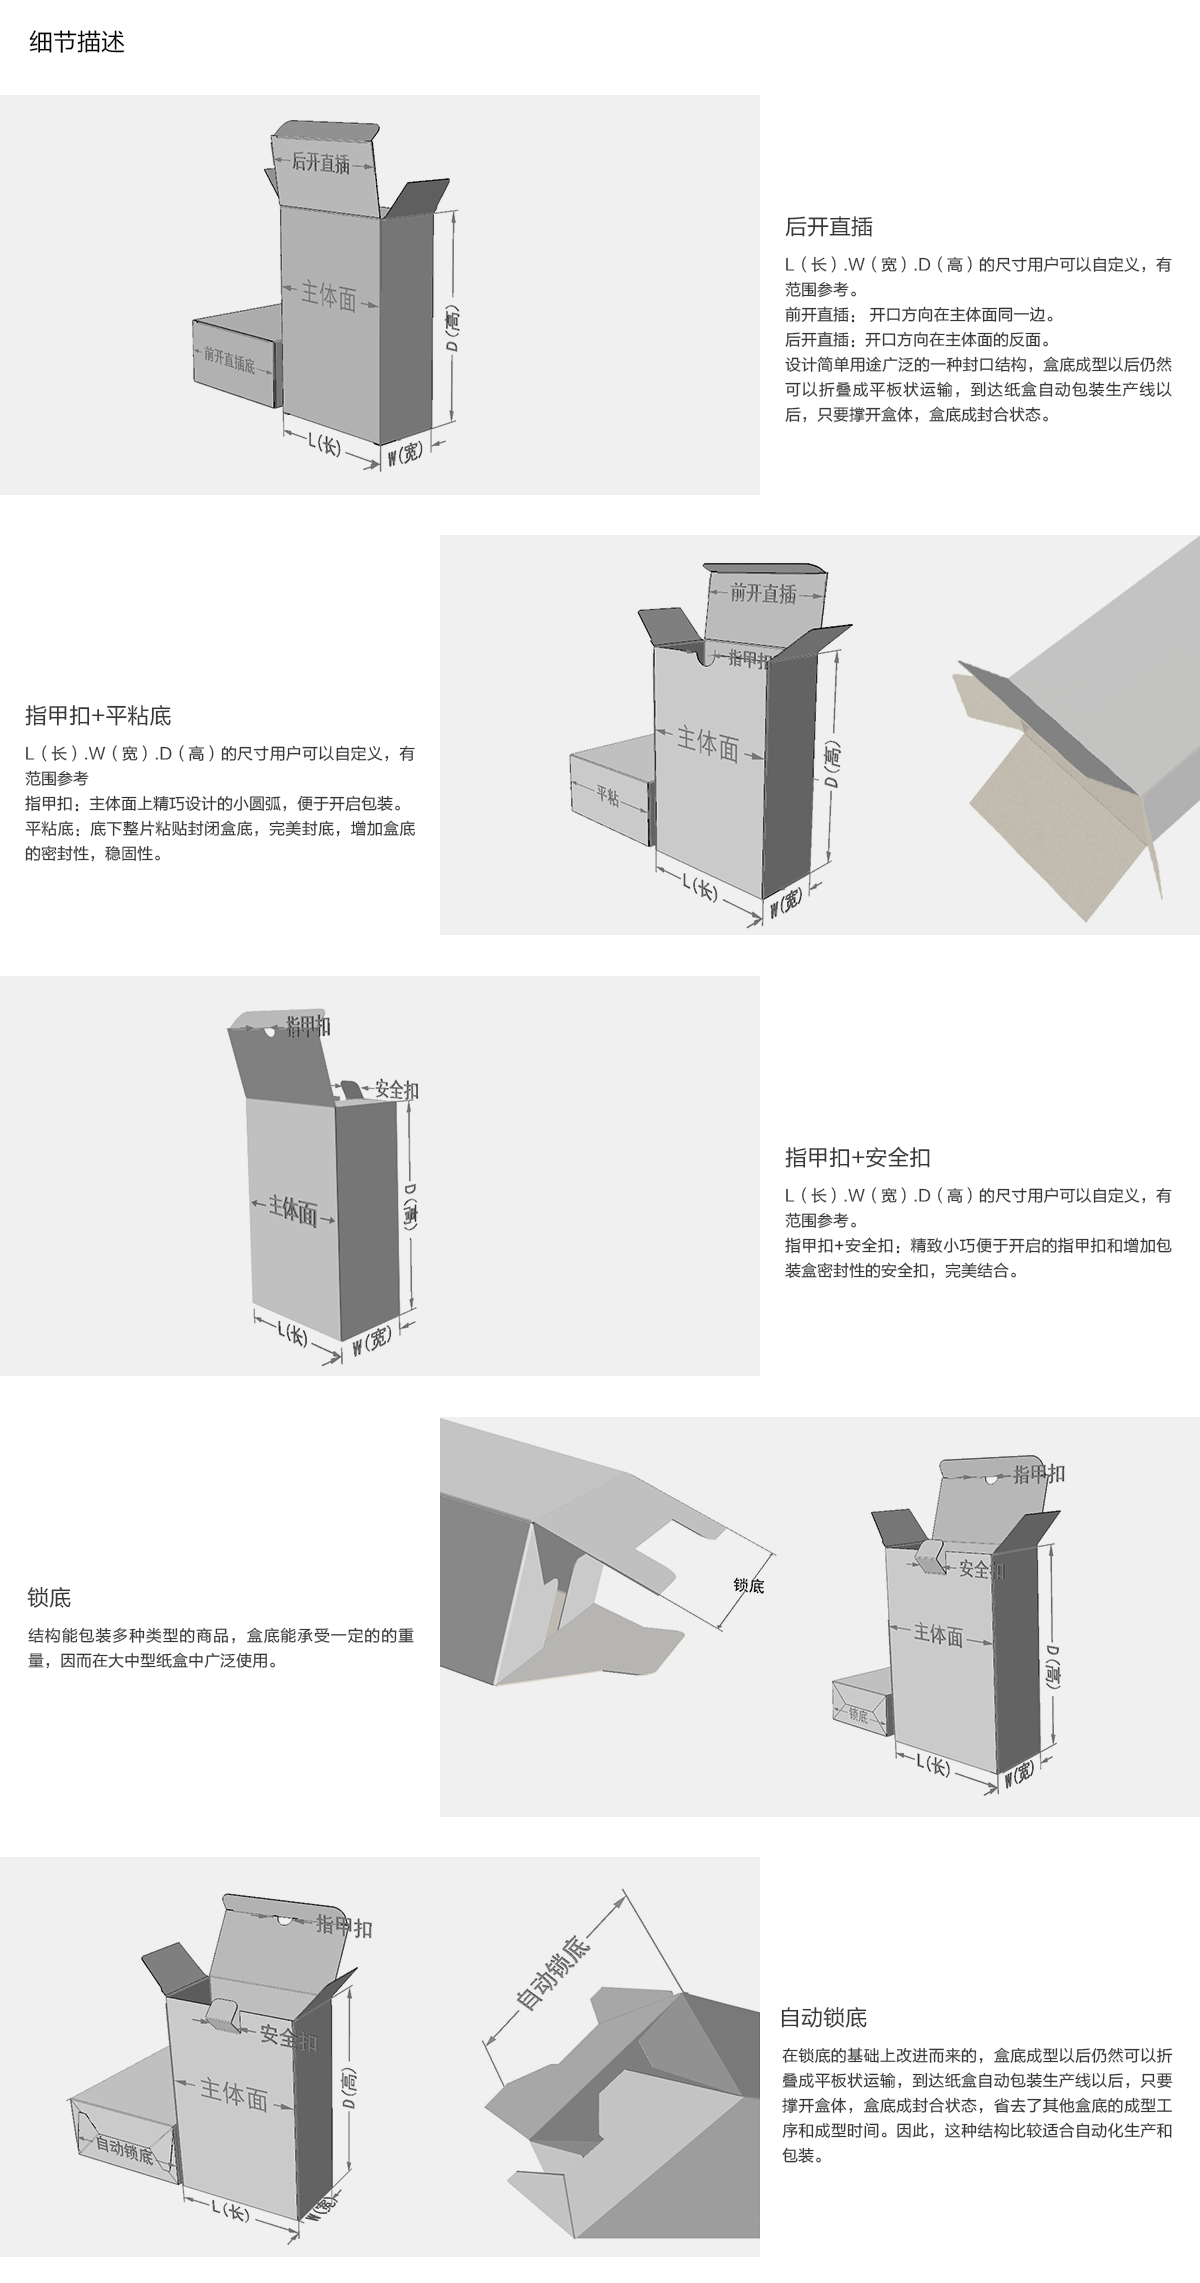 细节描述
后开直插
主体面
前开直插底
D(高)
L(长)
W(宽)
后开直插
L（长）.W（宽）.D（高）的尺寸用户可以自定义，有
范围参考。
前开直插： 开口方向在主体面同一边。
后开直插：开口方向在主体面的反面。
设计简单用途广泛的一种封口结构，盒底成型以后仍然
可以折叠成平板状运输，到达纸盒自动包装生产线以
后，只要撑开盒体，盒底成封合状态。
指甲扣+平粘底
L（长）.W（宽）.D（高）的尺寸用户可以自定义，有
范围参考
指甲扣：主体面上精巧设计的小圆弧，便于开启包装。
平粘底：底下整片粘贴封闭盒底，完美封底，增加盒底
的密封性，稳固性。
前开直插
指甲扣
主体面
平粘
D(高)
L(长)
W(宽)
指甲扣
安全扣
主体面
D(高)
L(长)
W(宽)
指甲扣+安全扣
L（长）.W（宽）.D（高）的尺寸用户可以自定义，有
范围参考。
指甲扣+安全扣：精致小巧便于开启的指甲扣和增加包
装盒密封性的安全扣，完美结合。
锁底
结构能包装多种类型的商品，盒底能承受一定的的重
量，因而在大中型纸盒中广泛使用。
锁底
指甲扣
安全扣
主体面
锁底
D(高)
L(长)
W(宽)
指甲扣
安全扣
主体面
自动锁底
D(高)
L(长)
W(宽)
自动锁底
自动锁底
在锁底的基础上改进而来的，盒底成型以后仍然可以折
叠成平板状运输，到达纸盒自动包装生产线以后，只要
撑开盒体，盒底成封合状态，省去了其他盒底的成型工
序和成型时间。因此，这种结构比较适合自动化生产和
包装。